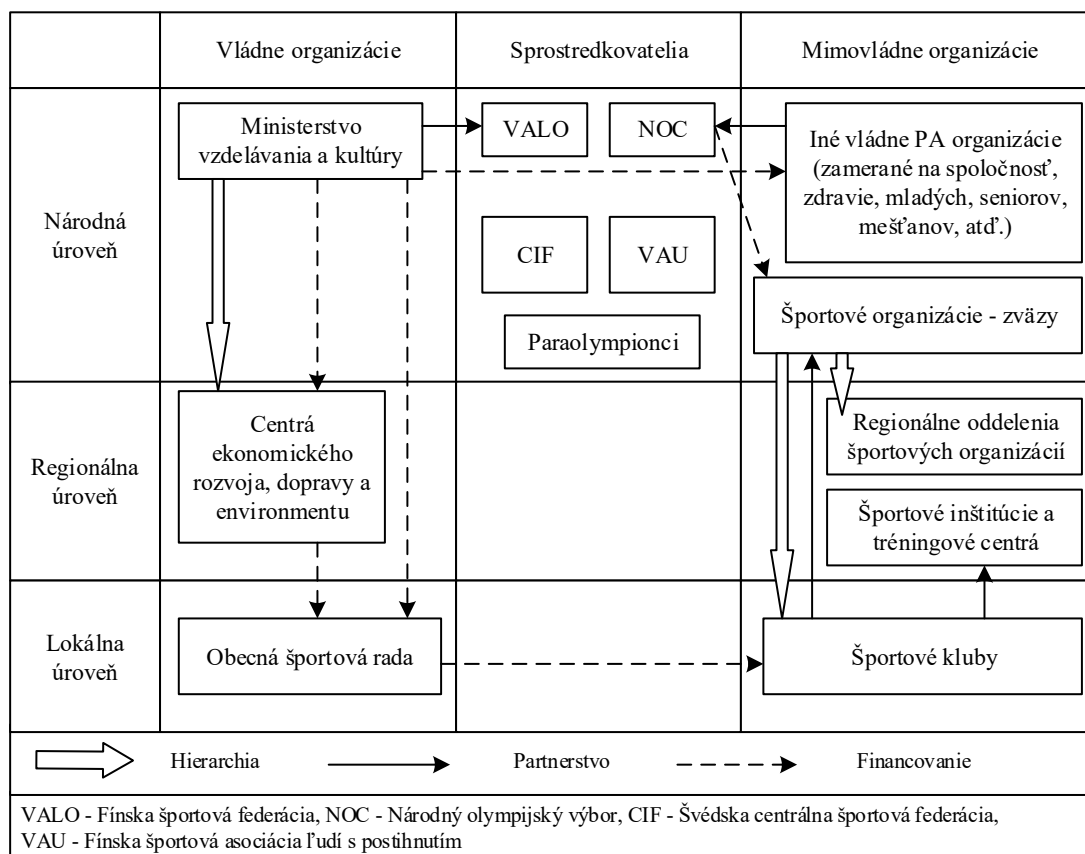 Vládne organizácie
Sprostredkovatelia
Mimovládne organizácie
Národná
úroveň
Ministerstvo
vzdelávania a kultúry
VALO
NOC
CIF
VAU
Paraolympionci
Iné vládne PA organizácie
(zamerané na spoločnosť,
zdravie, mladých, seniorov,
mešťanov, atď.)
Športové organizácie - zväzy
Regionálna
úroveň
Centrá
ekonomického
rozvoja, dopravy a
environmentu
Regionálne oddelenia
športových organizácií
Športové inštitúcie a
tréningové centrá
Lokálna
úroveň
Obecná športová rada
Športové kluby
Hierarchia
Partnerstvo
Financovanie
VALO - Fínska športová federácia, NOC - Národný olympijský výbor, CIF - Švédska centrálna športová federácia,
VAU - Fínska športová asociácia ľudí s postihnutím